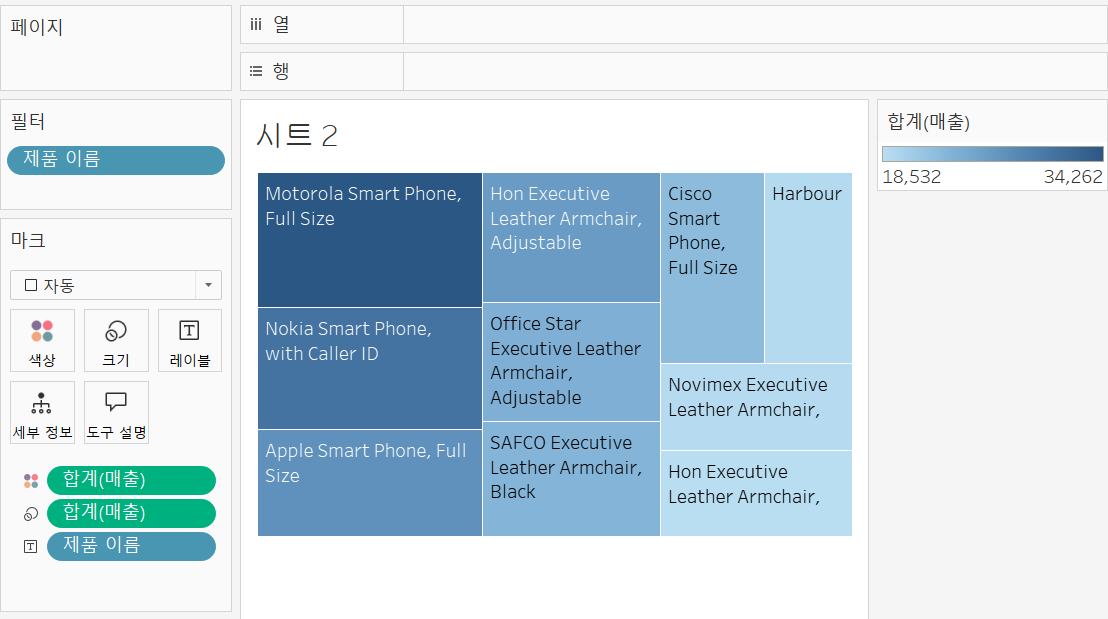 페이지
열
행
필터
제품 이름
마크
자동
색상
크기
레이블
세부 정보
도구 설명
합계(매출)
합계(매출)
제품 이름
시트 2
Motorola Smart Phone,
Full Size
Nokia Smart Phone,
with Caller ID
Apple Smart Phone, Full
Size
Hon Executive
Leather Armchair,
Adjustable
Office Star
Executive Leather
Armchair,
Adjustable
SAFCO Executive
Leather Armchair,
Black
Cisco
Smart
Phone,
Full Size
Harbour
Novimex Executive
Leather Armchair,
Hon Executive
Leather Armchair,
합계(매출)
18,532
34,262